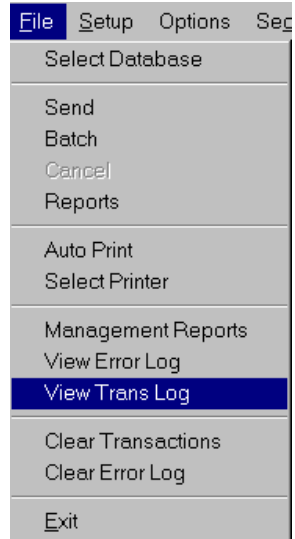 File Setup Options
Select Database
Send
Batch
Cancel
Reports
Auto Print
Select Printer
Management Reports
View Error Log
View Trans Log
Clear Transactions
Clear Error Log
Exit